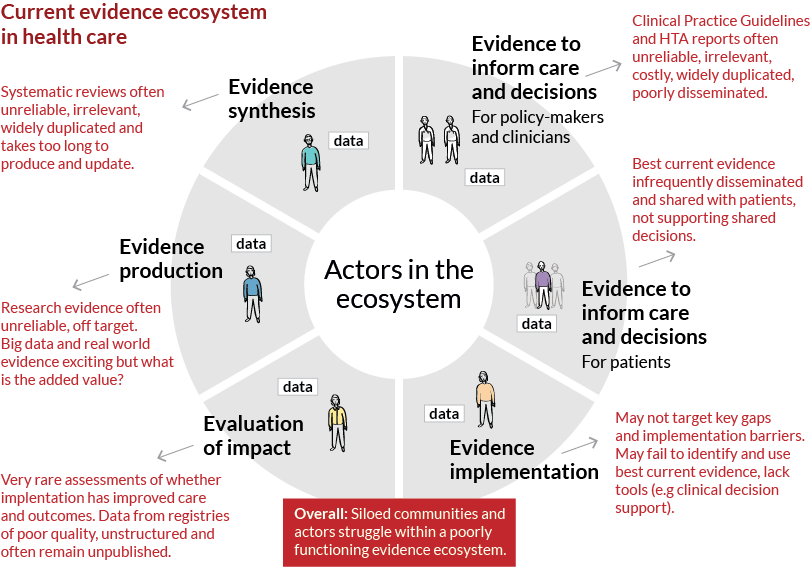 Current evidence ecosystem
in health care
Clinical Practice Guidelines
and HTA reports often
unreliable, irrelevant,
costly, widely duplicated,
poorly disseminated.
Evidence to
inform care
and decisions
For policy-makers
and clinicians
data
Systematic reviews often
unreliable, irrelevant,
widely duplicated and
takes too long to
produce and update.
Evidence
synthesis
data
Best current evidence
infrequently disseminated
and shared with patients,
not supporting shared
decisions.
Evidence
production
data
Actors in the
ecosystem
data
Evidence to
inform care
and decisions
For patients
Research evidence often
unreliable, off target.
Big data and real world
evidence exciting but what
is the added value?
data
Evaluation
of impact
data
Evidence
implementation
May not target key gaps
and implementation barriers.
May fail to identify and use
best current evidence, lack
tools (e.g clinical decision
support).
Very rare assessments of whether
implentation has improved care
and outcomes. Data from registries
of poor quality, unstructured and
often remain unpublished.
Overall: Siloed communities and
actors struggle within a poorly
functioning evidence ecosystem.